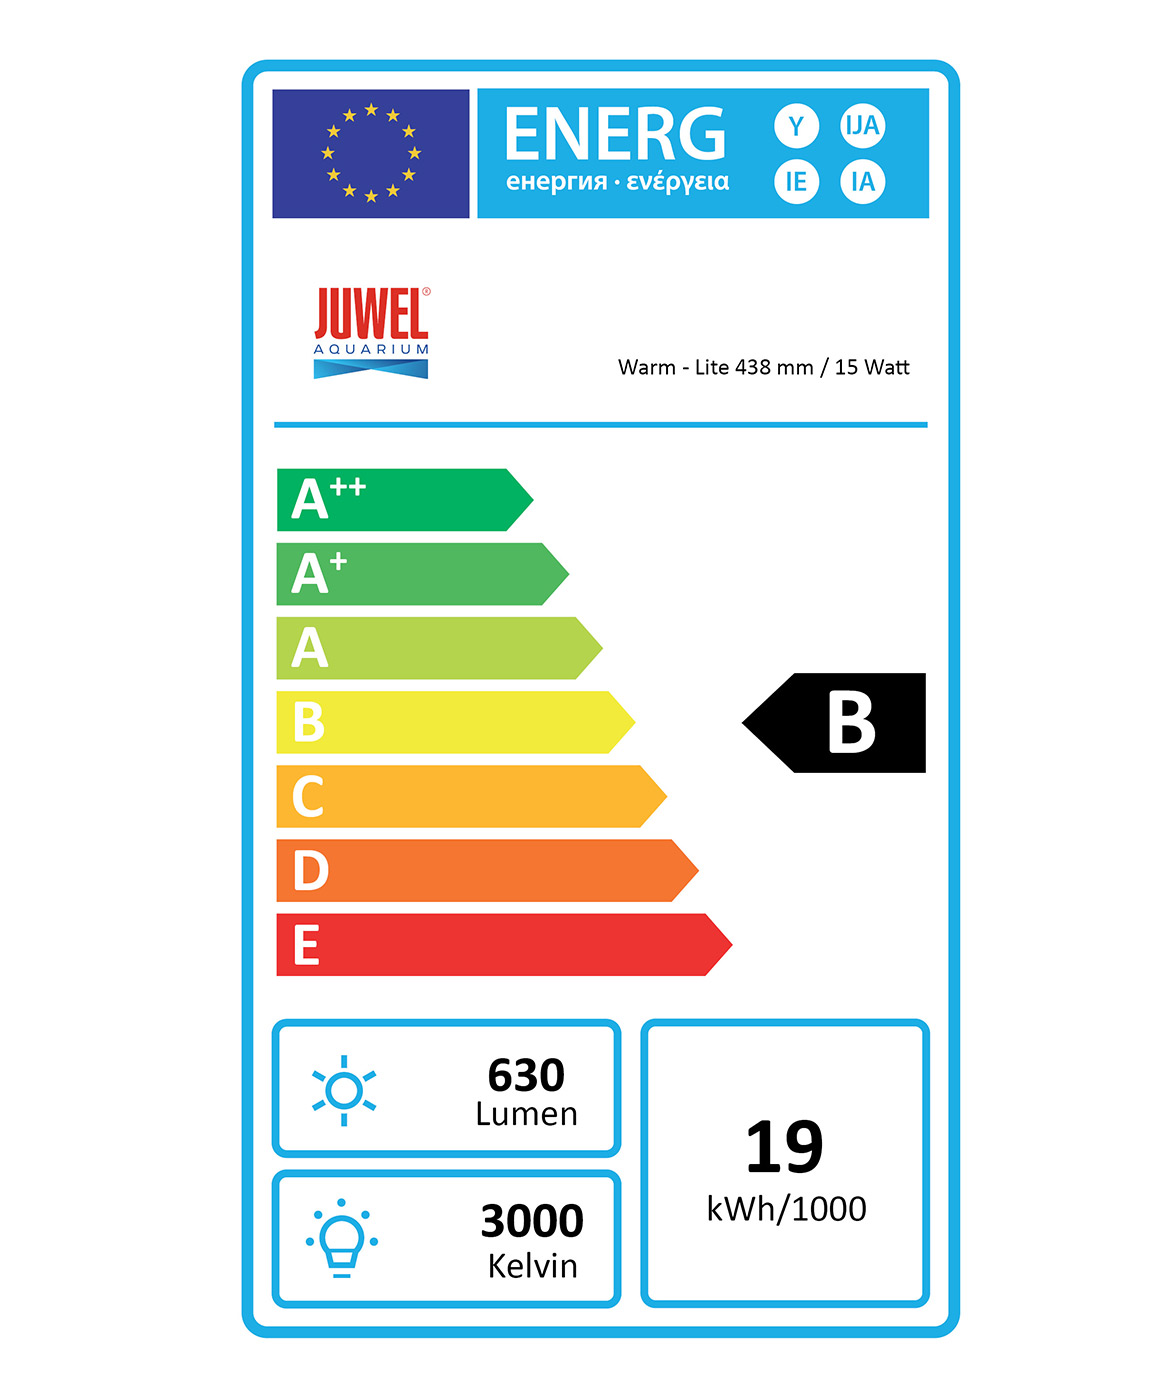 ENERG
енергия · ενέργεια
Y IJA
IE IA
JUWEL®
AQUARIUM
Warm - Lite 438 mm / 15 Watt
A++
A+
A
B
B
C
D
E
630
Lumen
3000
Kelvin
19
kWh/1000